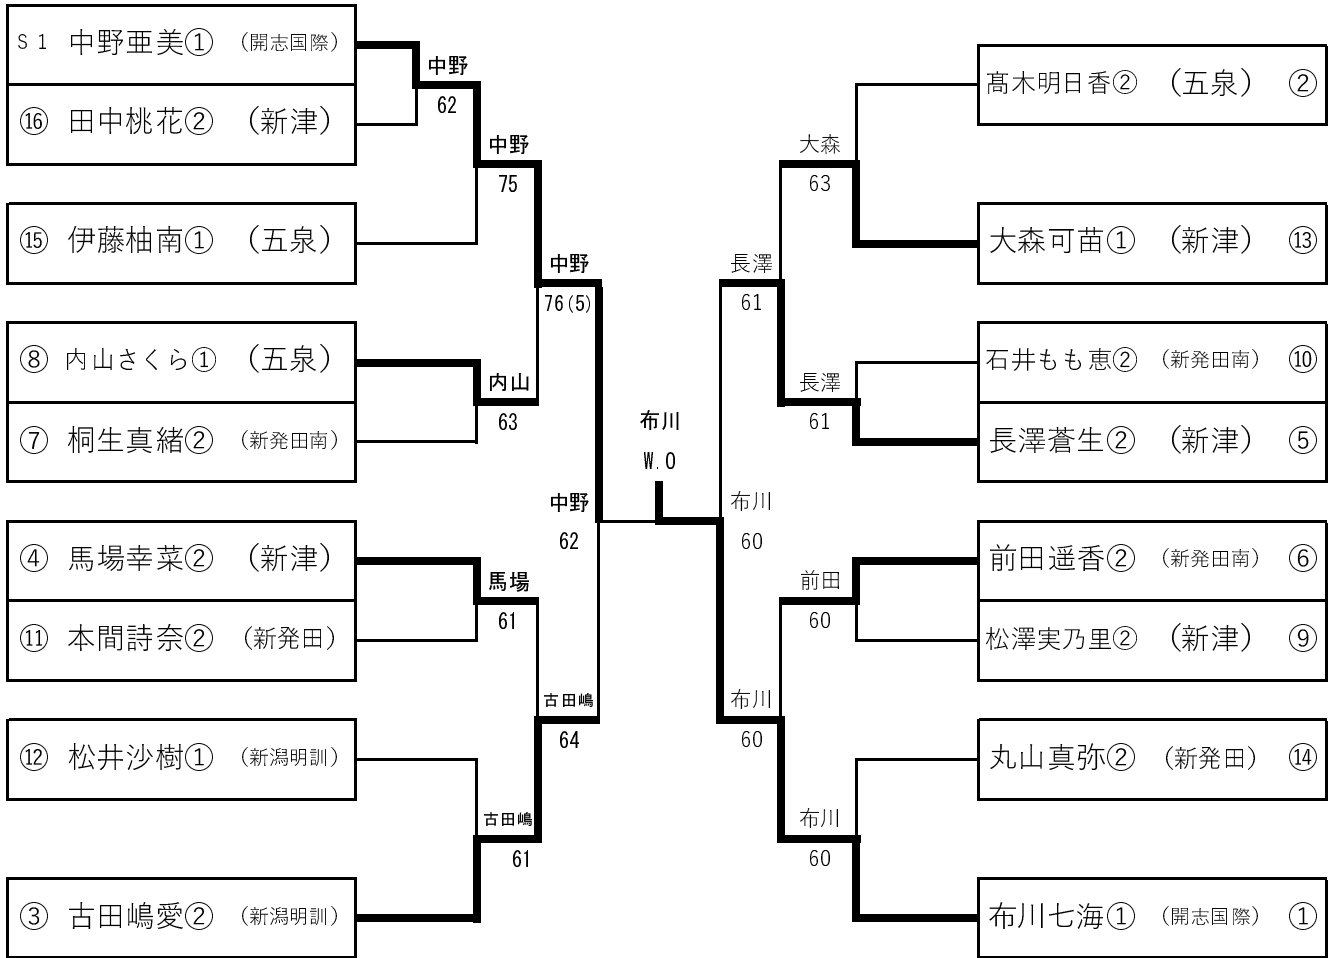 S1 中野亜美① （開志国際）
⑯ 田中桃花② （新津）
⑮ 伊藤柚南① （五泉）
⑧ 内山さくら① （五泉）
⑦ 桐生真緒② （新発田南）
④ 馬場幸菜② （新津）
⑪ 本間詩奈② （新発田）
⑫ 松井沙樹① （新潟明訓）
③ 古田嶋愛② （新潟明訓）
中野
62
中野
75
中野
76(5)
内山
63
中野
62
馬場
61
古田嶋
64
古田嶋
61
布川
W.O
大森
63
長澤
61
長澤
61
布川
60
前田
60
布川
60
布川
60
髙木明日香② （五泉） ②
大森可苗① （新津） ⑬
石井もも恵② （新発田南） ⑩
長澤蒼生② （新津） ⑤
前田遥香② （新発田南） ⑥
松澤実乃里② （新津） ⑨
丸山真弥② （新発田） ⑭
布川七海① （開志国際） ①